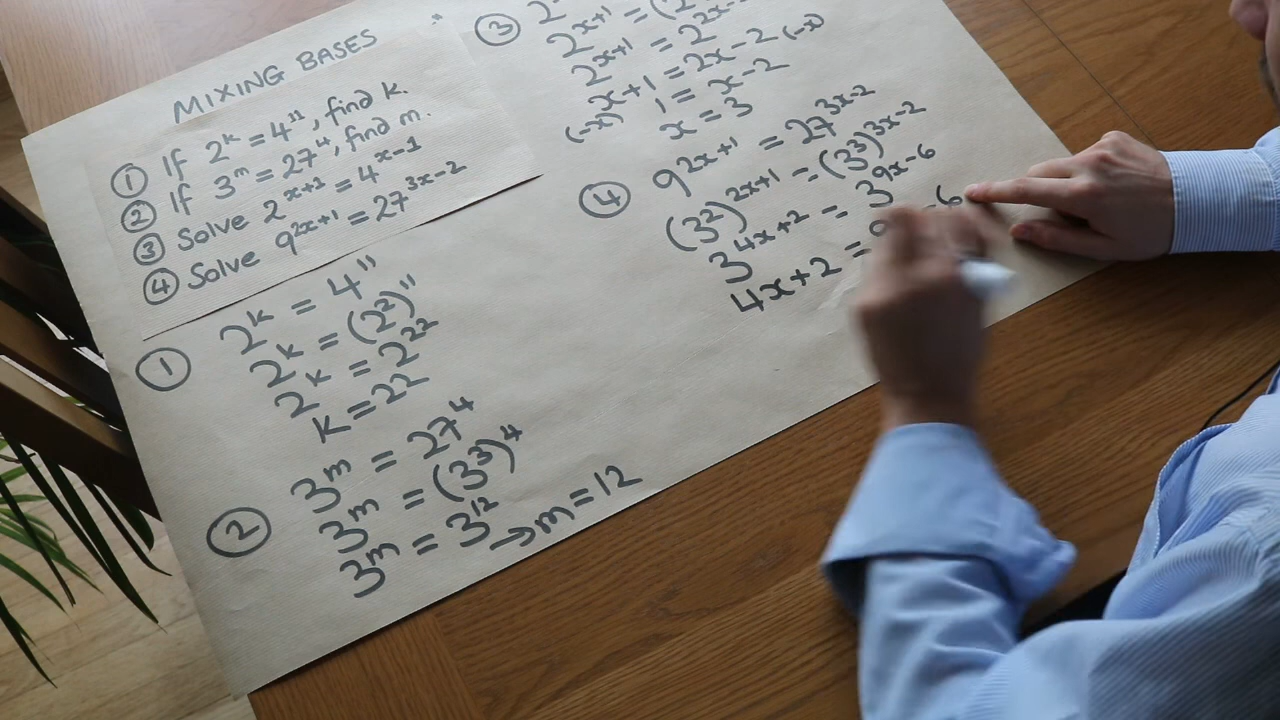 MIXING BASES
① If 2ᵏ = 4¹¹, find k.
② If 3ᵐ = 27⁴, find m.
③ Solve 2ˣ⁺¹ = 4ˣ⁻¹
④ Solve 9²ˣ⁺¹ = 27³ˣ⁻²
① 2ᵏ = 4¹¹
2ᵏ = (2²)¹¹
2ᵏ = 2²²
k = 22
② 3ᵐ = 27⁴
3ᵐ = (3³)⁴
3ᵐ = 3¹²
→ m = 12
③
2ˣ⁺¹ = (2
2ˣ⁺¹ = 2²ˣ⁻
(-x) x+1 = 2x-2 (-x)
1 = x-2
x = 3
④ 9²ˣ⁺¹ = 27³ˣ⁻²
(3²)²ˣ⁺¹ = (3³)³ˣ⁻²
3⁴ˣ⁺² = 3⁹ˣ⁻⁶
4x+2 = -6